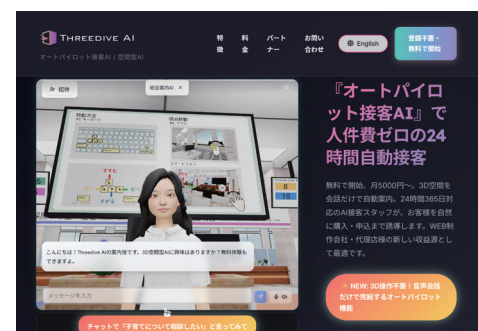 THREEDIVE AI
オートパイロット接客AI / 空間型AI
特徴
料金
パートナー
お問い合わせ
English
登録不要・
無料で開始
招待
総合案内AI ×
移動方法
視点移動
すすむ
さがる
8
10
5
こんにちは！Threedive AIの案内役です。3D空間型AIに興味はありますか？無料体験も
できますよ。
メッセージを入力
チャットで『子育てについて相談したい』と言ってみて
『オートパイロ
ット接客AI』で
人件費ゼロの24
時間自動接客
無料で開始、月5000円〜。3D空間を
会話だけで自動案内。24時間365日対
応のAI接客スタッフが、お客様を自然
に購入・申込まで誘導します。WEB制
作会社・代理店様の新しい収益源とし
て最適です。
NEW: 3D操作不要！音声会話
だけで完結するオートパイロット
機能